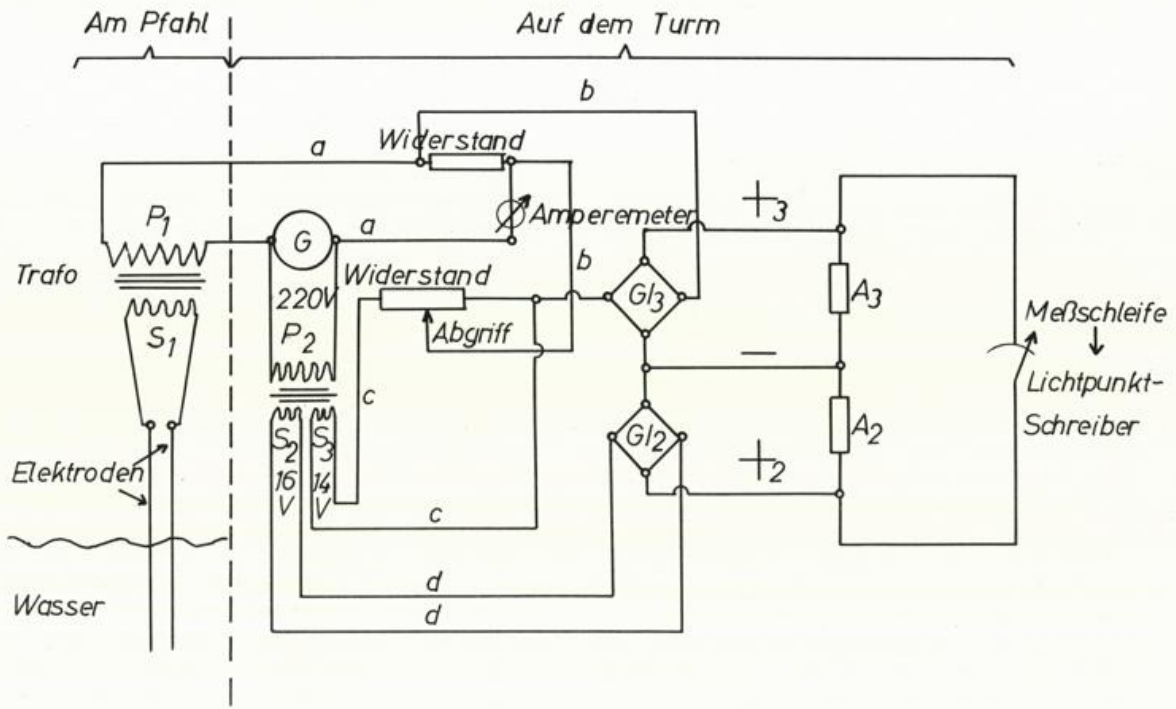 Am Pfahl
Auf dem Turm
b
Widerstand
a
P1
G
a
Amperemeter
+3
Trafo
220V
Widerstand
b
Gl3
A3
Meßschleife
S1
P2
Abgriff
–
Lichtpunkt-
Schreiber
c
S2
S3
Gl2
A2
Elektroden
16
V
14
V
+2
c
d
d
Wasser